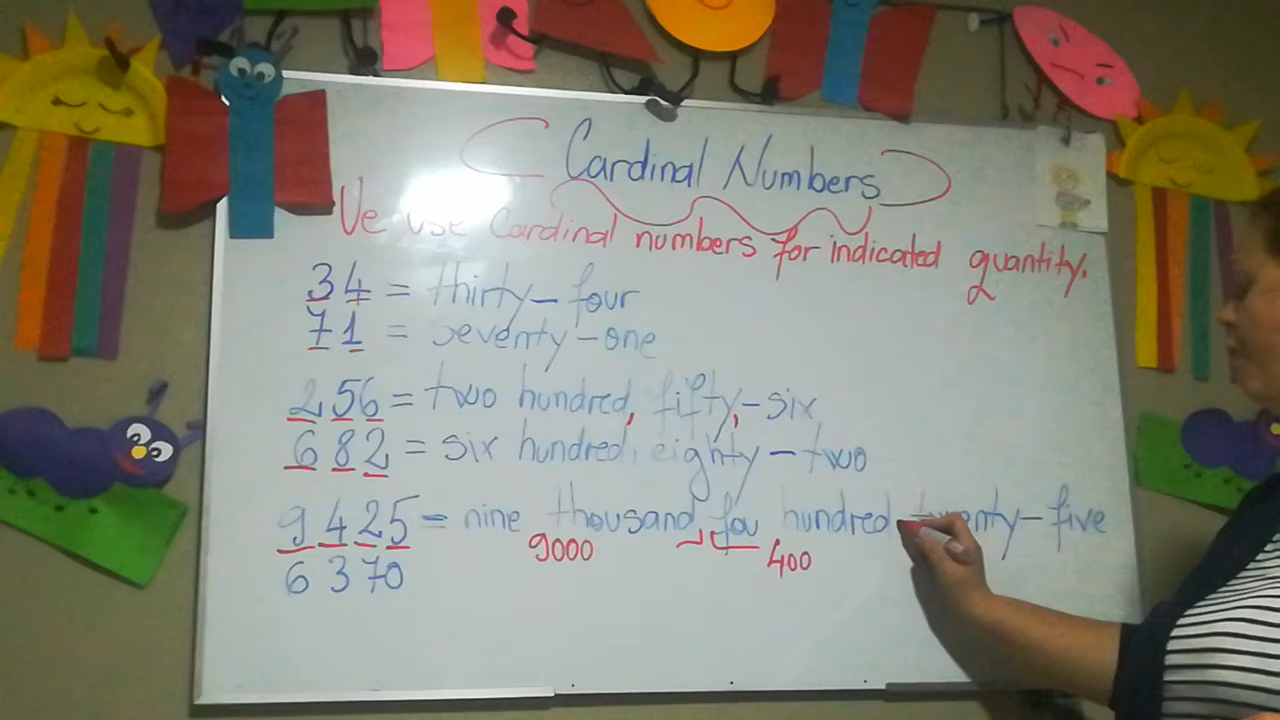 Cardinal Numbers
We use Cardinal numbers for indicated quantity.
34 = thirty-four
71 = seventy-one
256 = two hundred, fifty,-six
682 = six hundred, eighty-two
9425 = nine thousand, fou hundred twenty-five
9000 400
6370